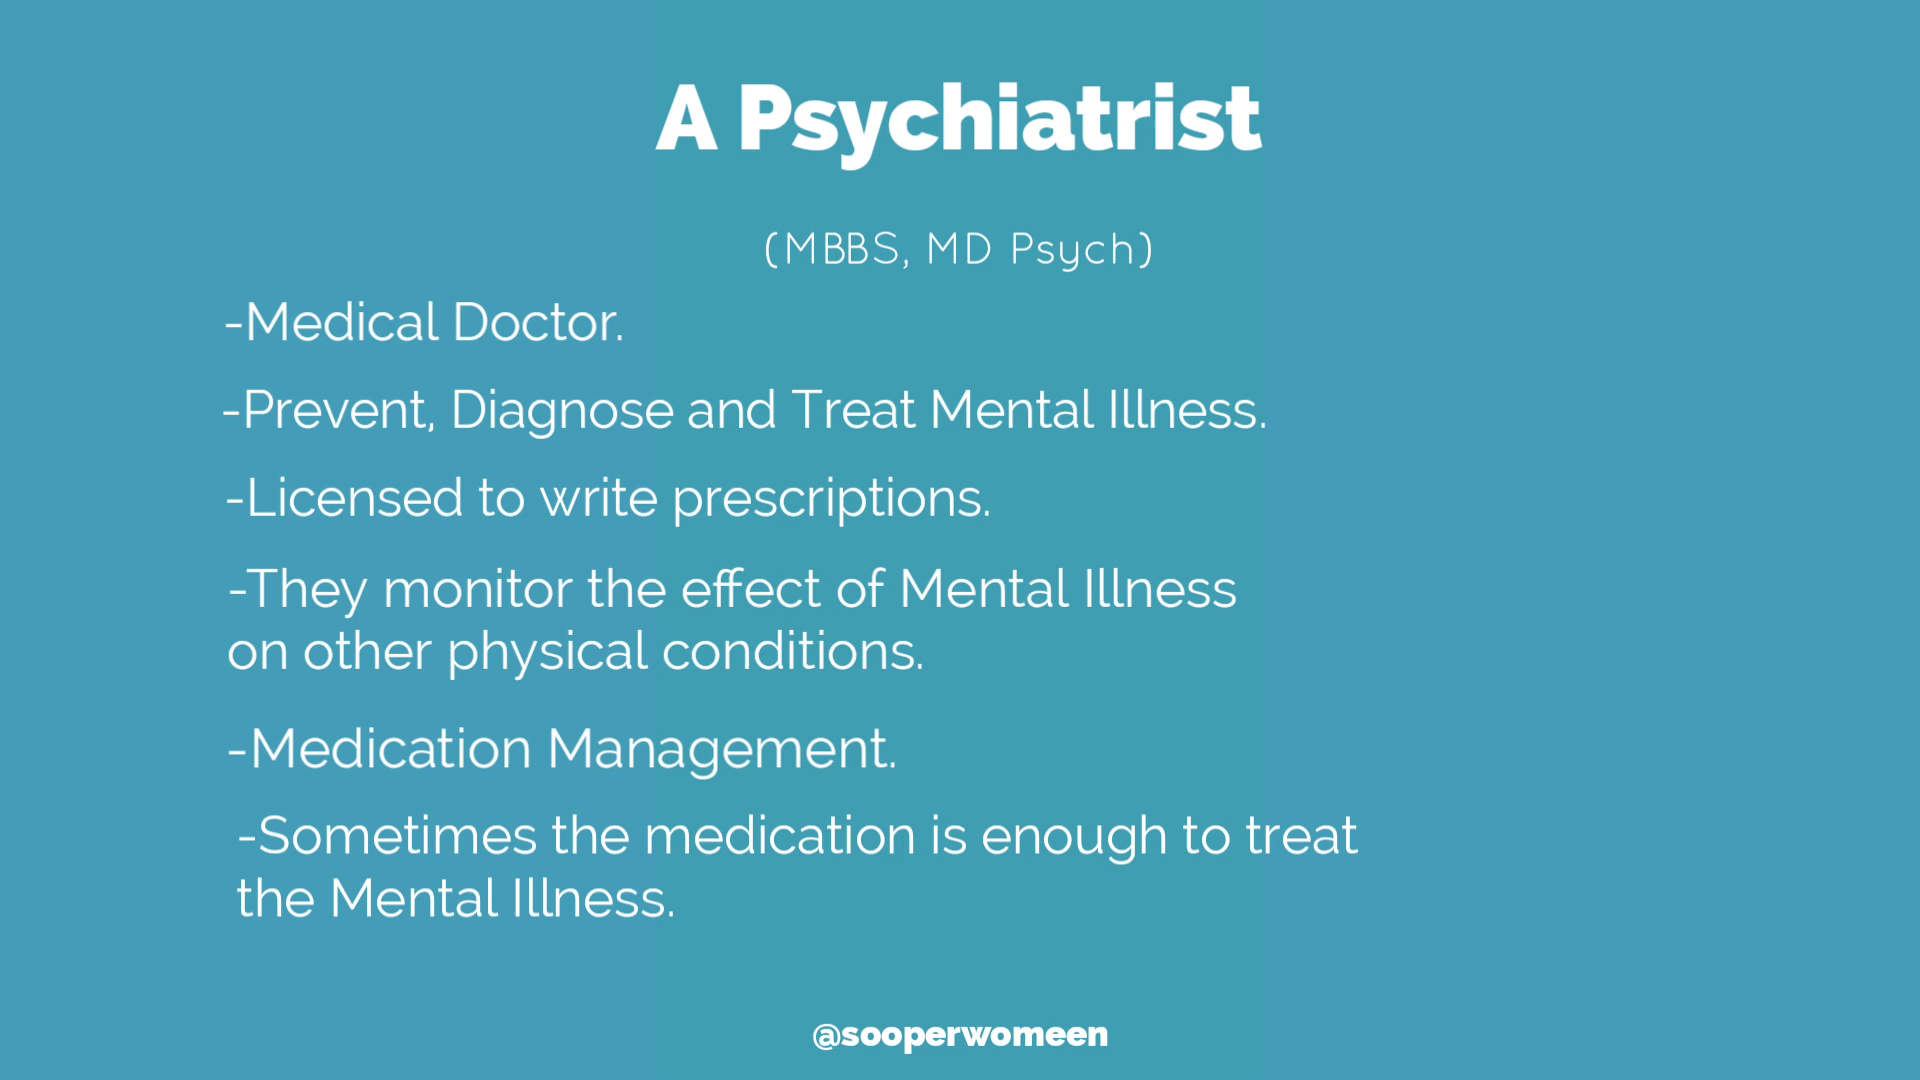 A Psychiatrist
(MBBS, MD Psych)
-Medical Doctor.
-Prevent, Diagnose and Treat Mental Illness.
-Licensed to write prescriptions.
-They monitor the effect of Mental Illness
on other physical conditions.
-Medication Management.
-Sometimes the medication is enough to treat
the Mental Illness.
@sooperwomeen